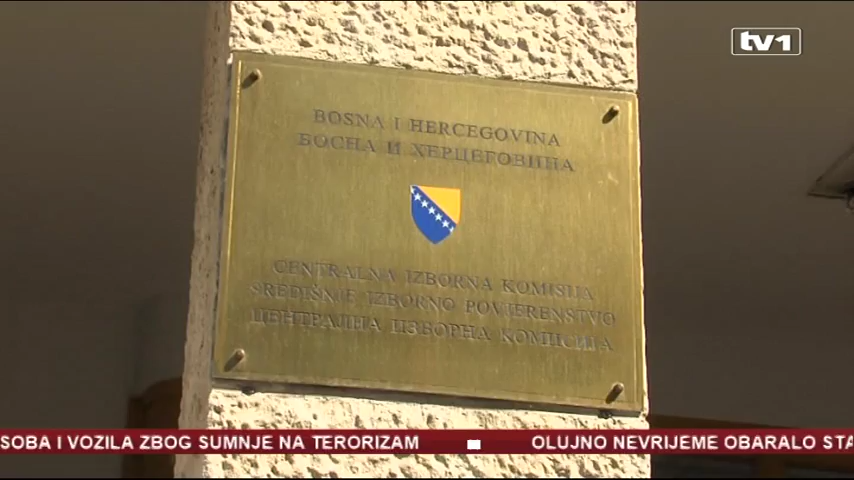 tv1
BOSNA I HERCEGOVINA
БОСНА И ХЕРЦЕГОВИНА
CENTRALNA IZBORNA KOMISIJA
SREDIŠNJE IZBORNO POVJERENSTVO
ЦЕНТРАЛНА ИЗБОРНА КОМИСИЈА
SOBA I VOZILA ZBOG SUMNJE NA TERORIZAM
OLUJNO NEVRIJEME OBARALO STA